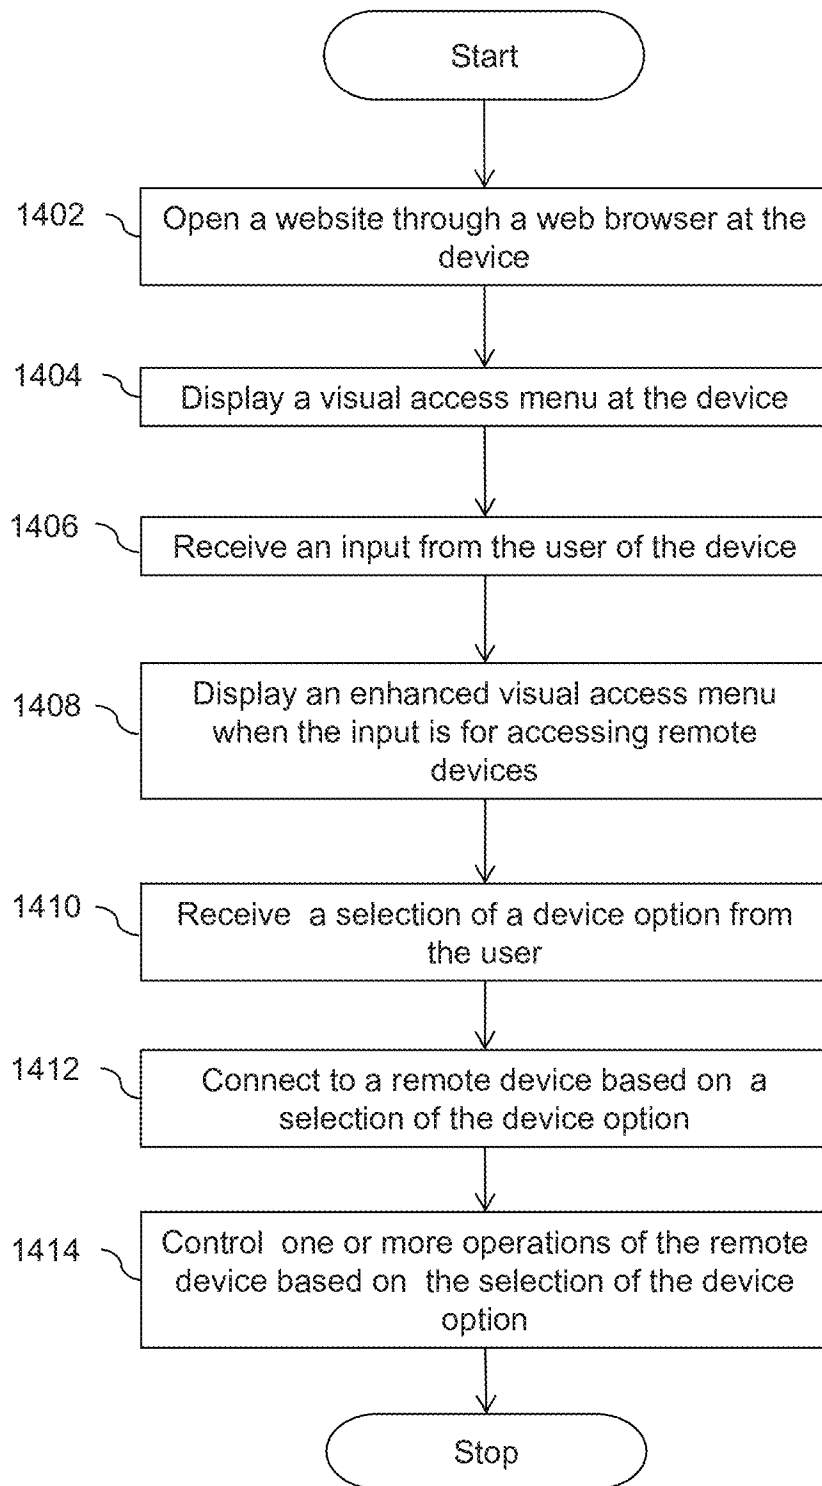 Start
1402
Open a website through a web browser at the
device
1404
Display a visual access menu at the device
1406
Receive an input from the user of the device
1408
Display an enhanced visual access menu
when the input is for accessing remote
devices
1410
Receive a selection of a device option from
the user
1412
Connect to a remote device based on a
selection of the device option
1414
Control one or more operations of the remote
device based on the selection of the device
option
Stop